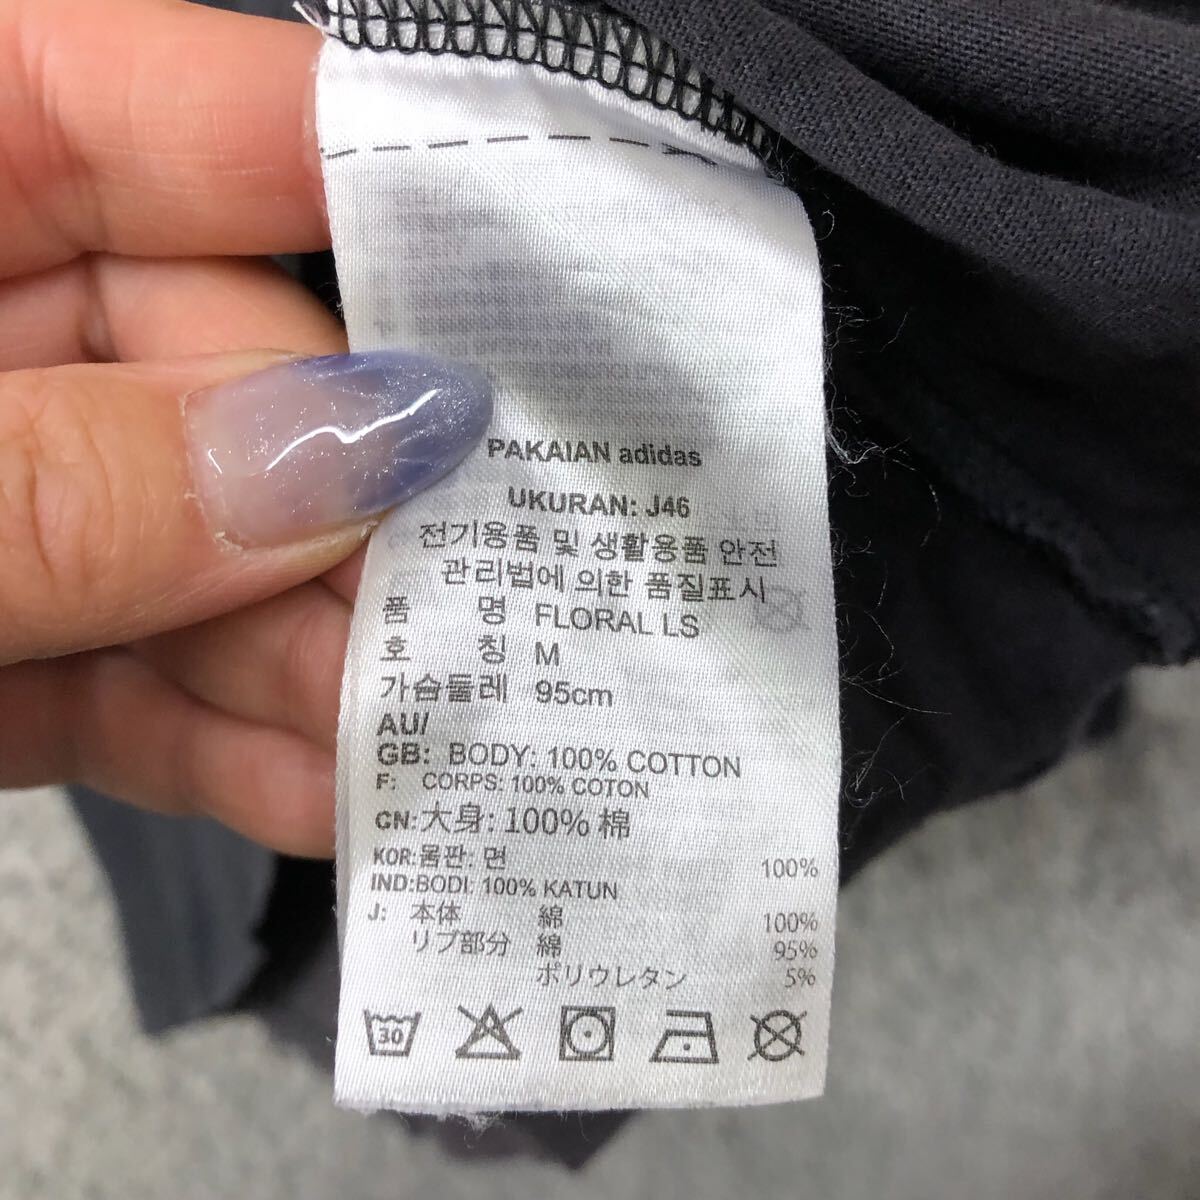 PAKAIAN adidas
UKURAN: J46
전기용품 및 생활용품 안전
관리법에 의한 품질표시
품 명 FLORAL LS
호 칭 M
가슴둘레 95cm
AU/
GB: BODY: 100% COTTON
F: CORPS: 100% COTON
CN:大身: 100% 棉
KOR:몸판: 면 100%
IND:BODI: 100% KATUN
J: 本体 綿 100%
リブ部分 綿 95%
ポリウレタン 5%
30